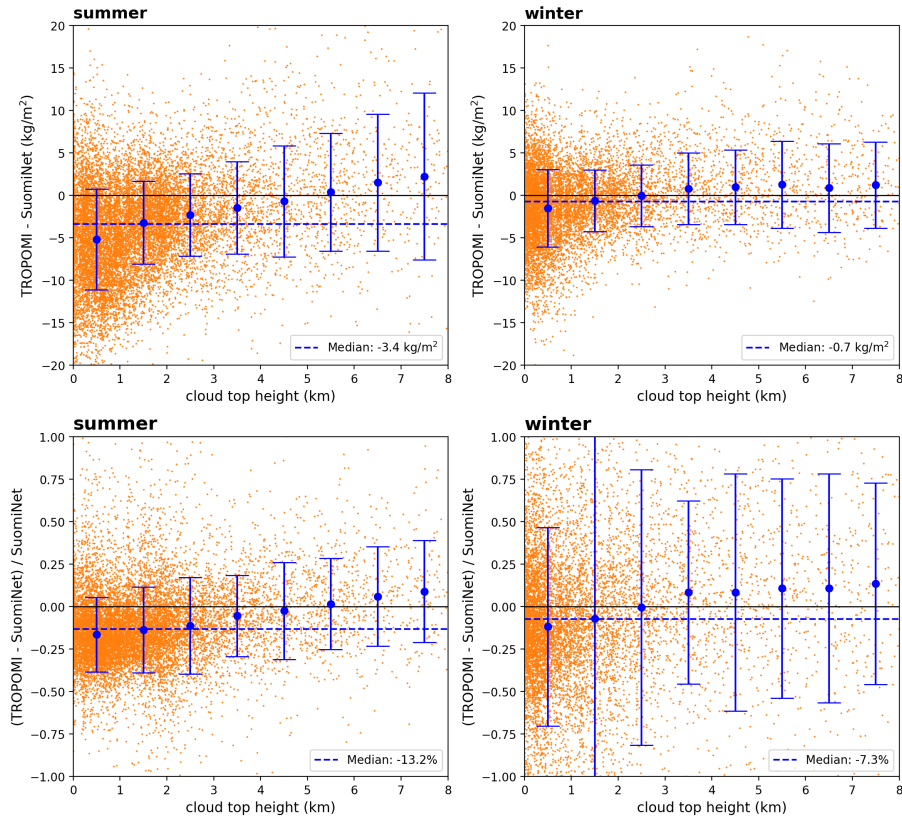 summer
20
15
10
5
0
−5
−10
−15
−20
TROPOMI - SuomiNet (kg/m²)
Median: -3.4 kg/m²
0 1 2 3 4 5 6 7 8
cloud top height (km)
winter
20
15
10
5
0
−5
−10
−15
−20
TROPOMI - SuomiNet (kg/m²)
Median: -0.7 kg/m²
0 1 2 3 4 5 6 7 8
cloud top height (km)
summer
1.00
0.75
0.50
0.25
0.00
−0.25
−0.50
−0.75
−1.00
(TROPOMI - SuomiNet) / SuomiNet
Median: -13.2%
0 1 2 3 4 5 6 7 8
cloud top height (km)
winter
1.00
0.75
0.50
0.25
0.00
−0.25
−0.50
−0.75
−1.00
(TROPOMI - SuomiNet) / SuomiNet
Median: -7.3%
0 1 2 3 4 5 6 7 8
cloud top height (km)